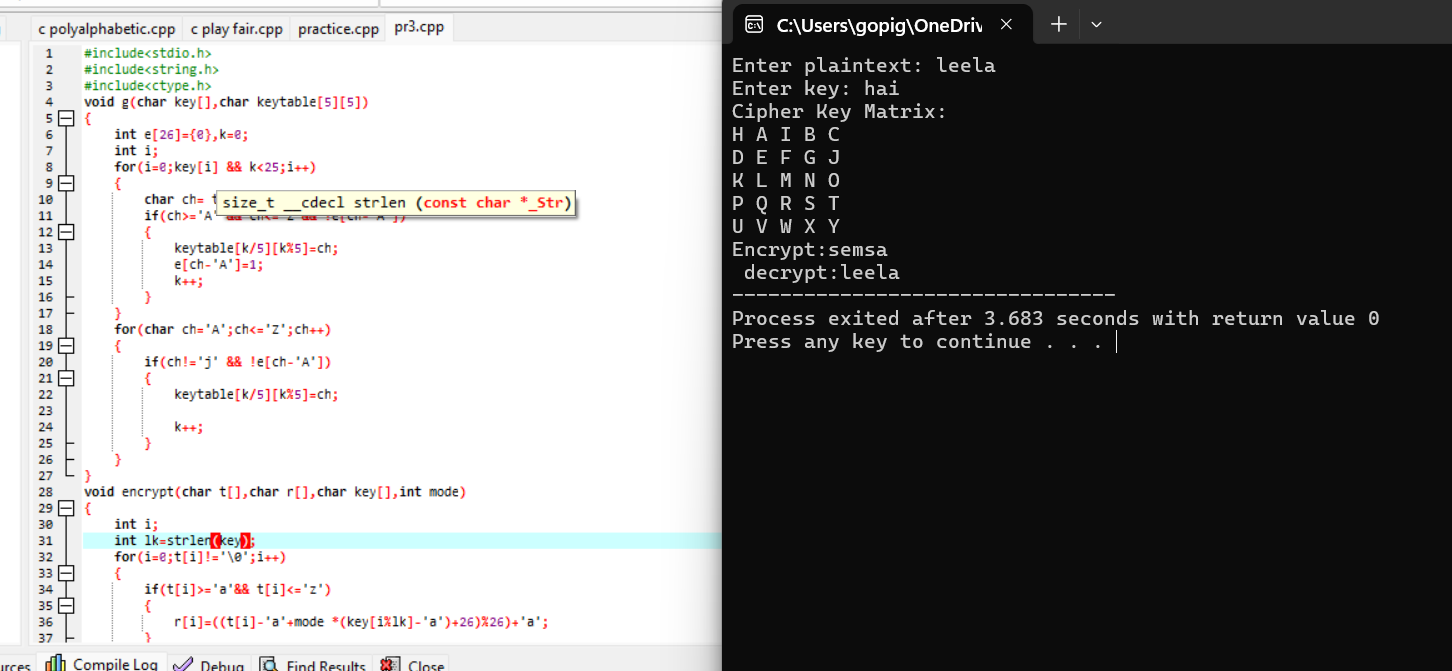 c polyalphabetic.cpp c play fair.cpp practice.cpp pr3.cpp
1 #include<stdio.h>
2 #include<string.h>
3 #include<ctype.h>
4 void g(char key[],char keytable[5][5])
5 {
6 int e[26]={0},k=0;
7 int i;
8 for(i=0;key[i] && k<25;i++)
9 {
10 char ch=
size_t __cdecl strlen (const char *_Str)
11 if(ch>='A' && ch<='Z' && !e[ch-'A'])
12 {
13 keytable[k/5][k%5]=ch;
14 e[ch-'A']=1;
15 k++;
16 }
17 }
18 for(char ch='A';ch<='Z';ch++)
19 {
20 if(ch!='j' && !e[ch-'A'])
21 {
22 keytable[k/5][k%5]=ch;
23
24 k++;
25 }
26 }
27 }
28 void encrypt(char t[],char r[],char key[],int mode)
29 {
30 int i;
31 int lk=strlen(key);
32 for(i=0;t[i]!='\0';i++)
33 {
34 if(t[i]>='a'&& t[i]<='z')
35 {
36 r[i]=((t[i]-'a'+mode *(key[i%lk]-'a')+26)%26)+'a';
37 }
Compile Log Debug Find Results Close
C:\Users\gopig\OneDriv
Enter plaintext: leela
Enter key: hai
Cipher Key Matrix:
H A I B C
D E F G J
K L M N O
P Q R S T
U V W X Y
Encrypt:semsa
decrypt:leela
--------------------------------
Process exited after 3.683 seconds with return value 0
Press any key to continue . . .